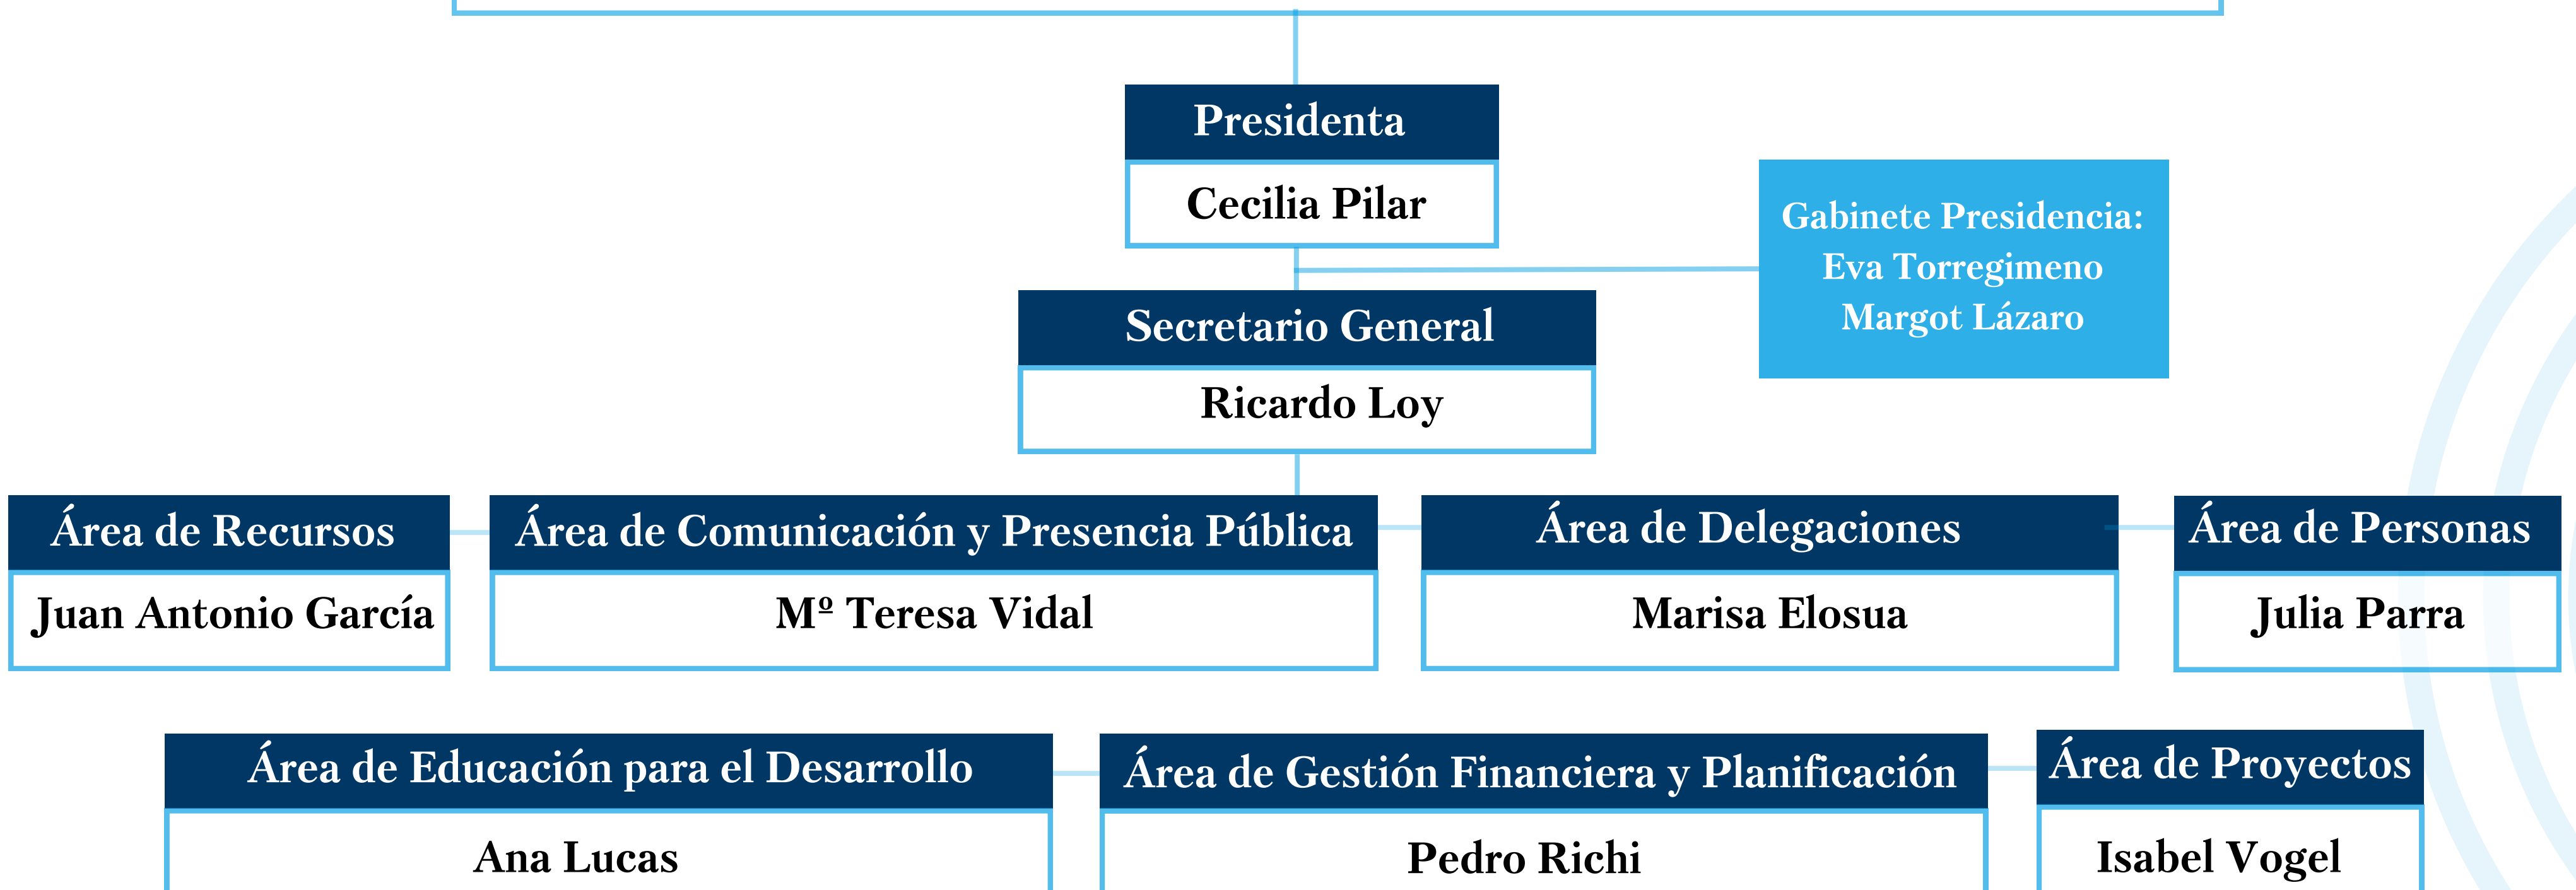 Presidenta
Cecilia Pilar
Gabinete Presidencia:
Eva Torregimeno
Margot Lázaro
Secretario General
Ricardo Loy
Área de Recursos
Juan Antonio García
Área de Comunicación y Presencia Pública
Mº Teresa Vidal
Área de Delegaciones
Marisa Elosua
Área de Personas
Julia Parra
Área de Educación para el Desarrollo
Ana Lucas
Área de Gestión Financiera y Planificación
Pedro Richi
Área de Proyectos
Isabel Vogel